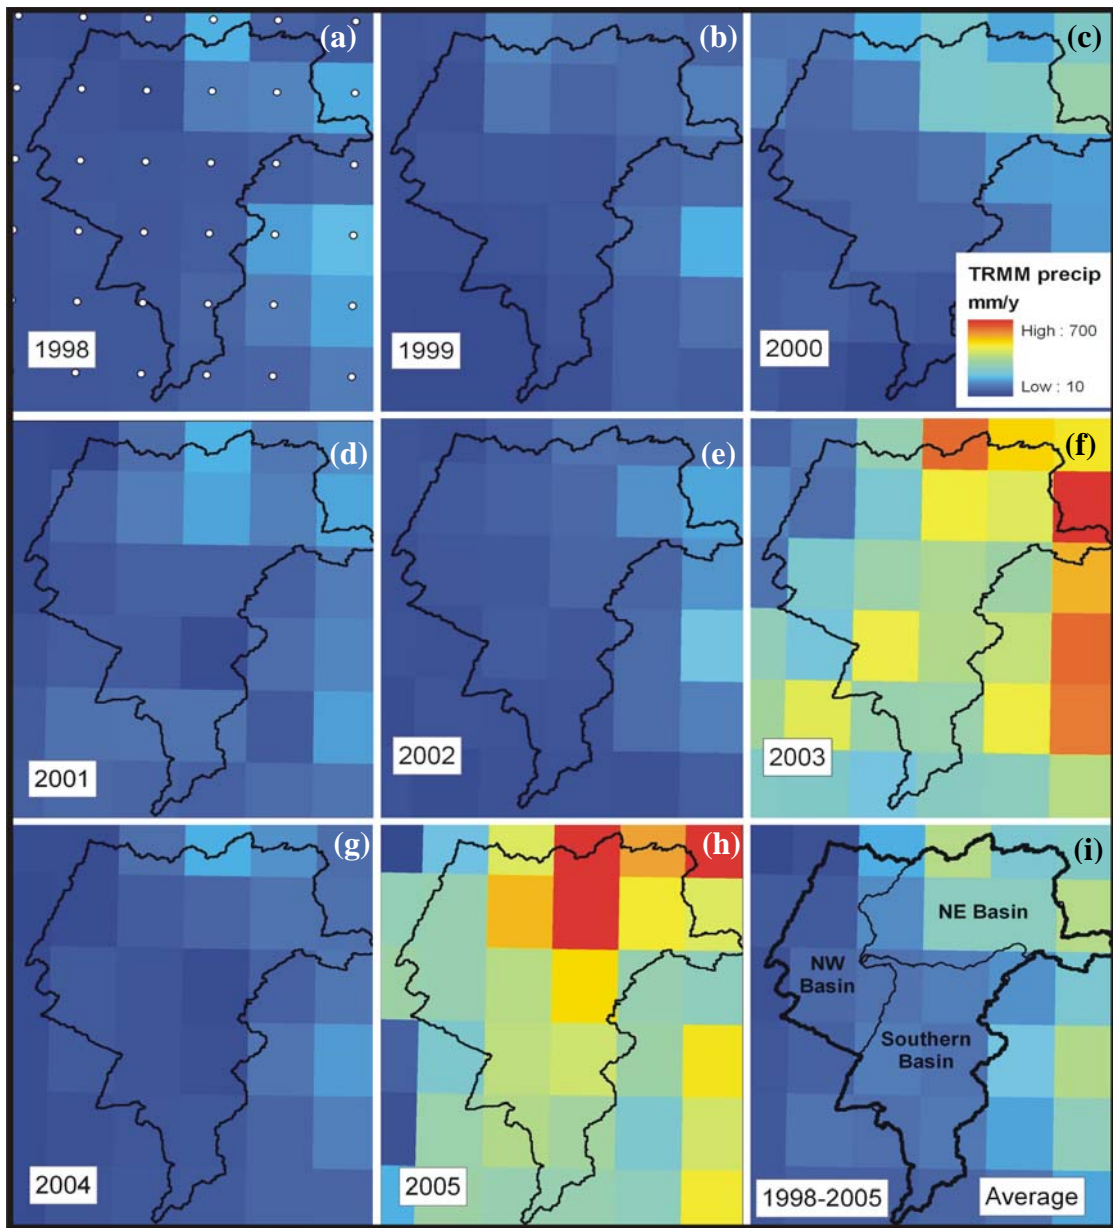 (a)
1998
(b)
1999
(c)
2000
TRMM precip
mm/y
High : 700
Low : 10
(d)
2001
(e)
2002
(f)
2003
(g)
2004
(h)
2005
(i)
NE Basin
NW
Basin
Southern
Basin
1998-2005
Average